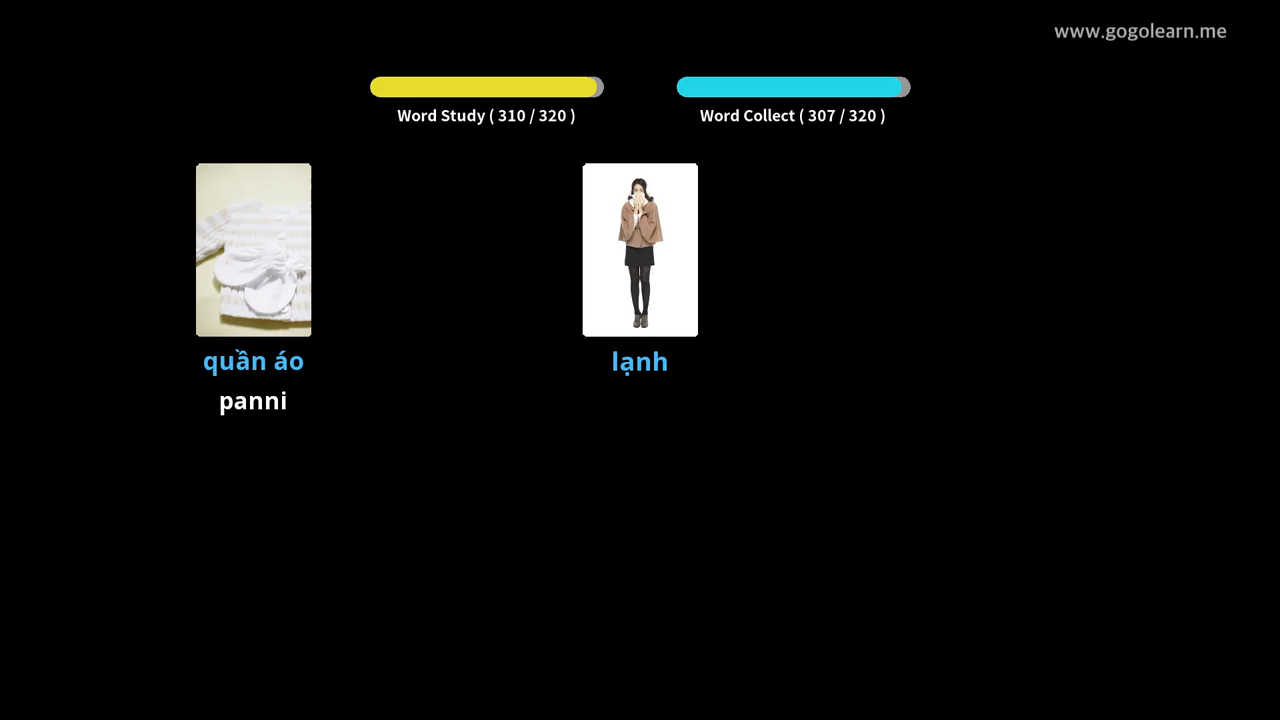 www.gogolearn.me
Word Study ( 310 / 320 )
Word Collect ( 307 / 320 )
quần áo
panni
lạnh